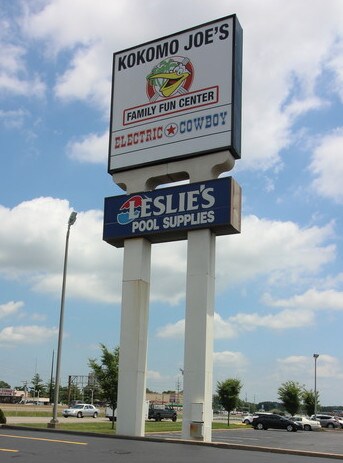 KOKOMO JOE'S
FAMILY FUN CENTER
ELECTRIC COWBOY
LESLIE'S
POOL SUPPLIES